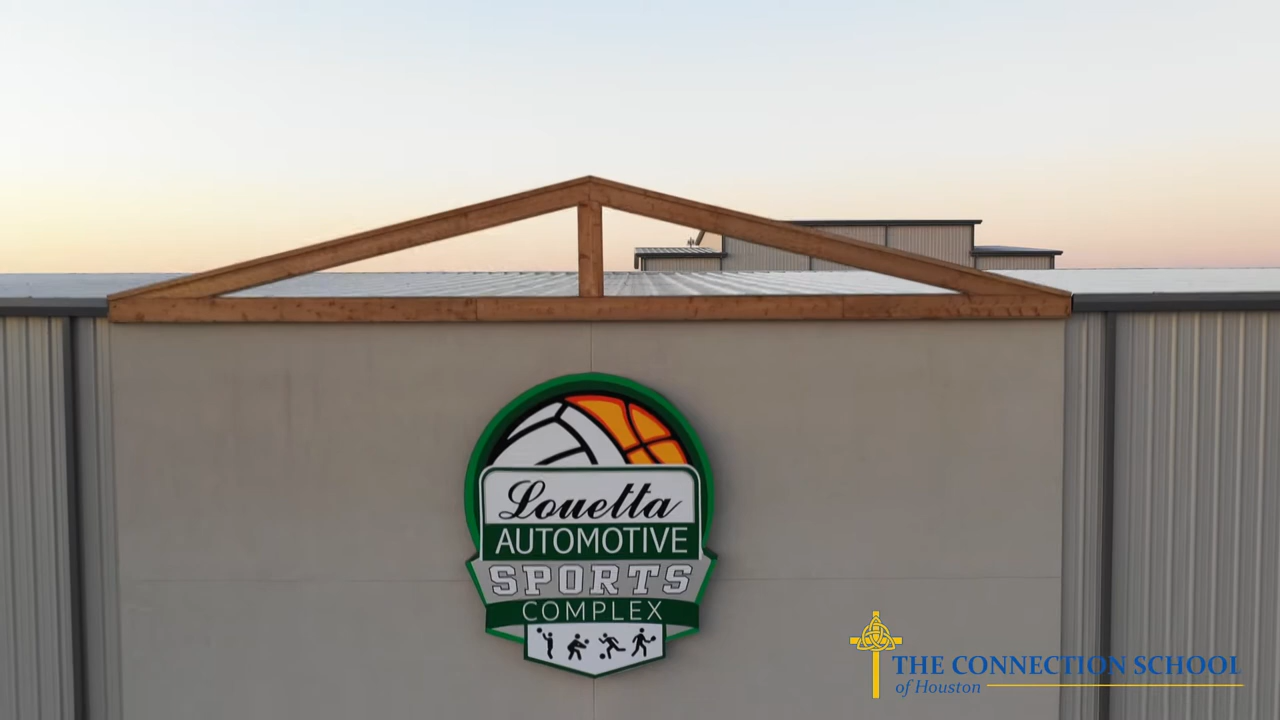 Louetta
AUTOMOTIVE
SPORTS
COMPLEX
THE CONNECTION SCHOOL
of Houston